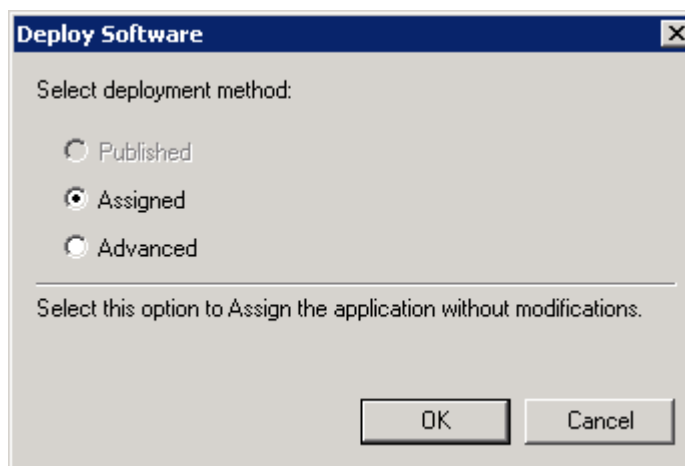 Deploy Software
Select deployment method:
Published
Assigned
Advanced
Select this option to Assign the application without modifications.
OK
Cancel